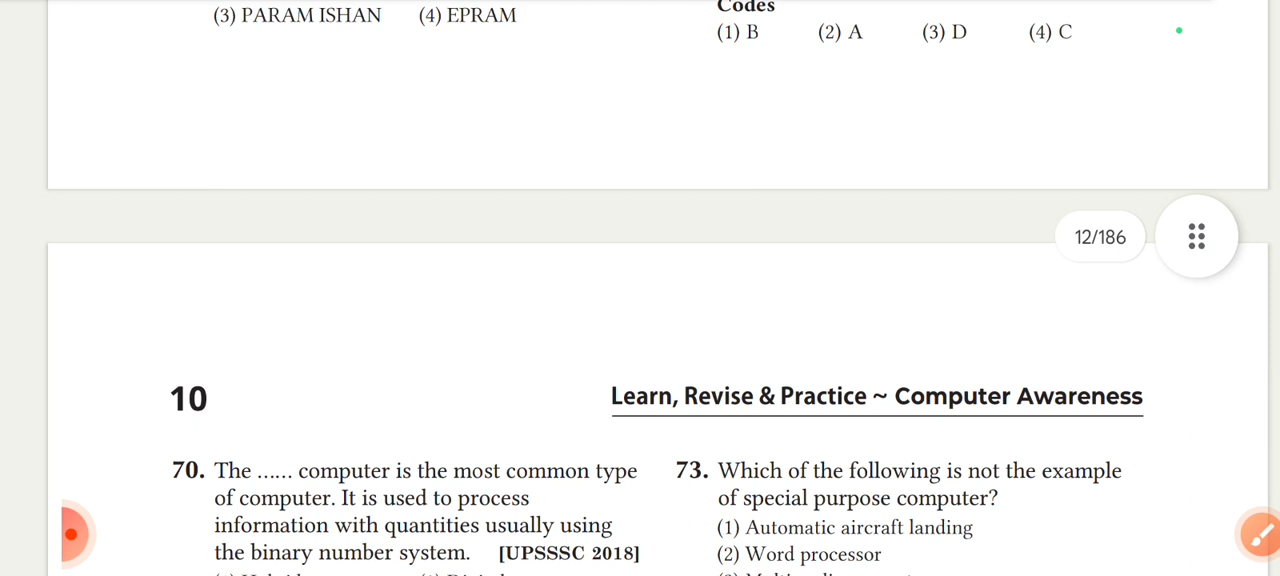 (3) PARAM ISHAN (4) EPRAM
Codes
(1) B (2) A (3) D (4) C
12/186
10
Learn, Revise & Practice ~ Computer Awareness
70. The ...... computer is the most common type
of computer. It is used to process
information with quantities usually using
the binary number system. [UPSSSC 2018]
73. Which of the following is not the example
of special purpose computer?
(1) Automatic aircraft landing
(2) Word processor